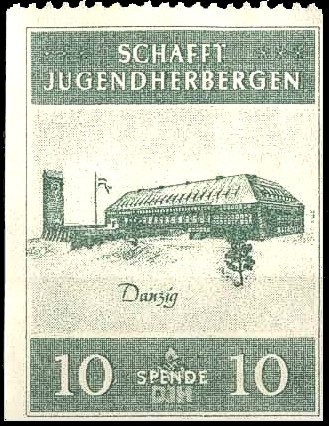 SCHAFFT
JUGENDHERBERGEN
Danzig
10 SPENDE 10
DJH